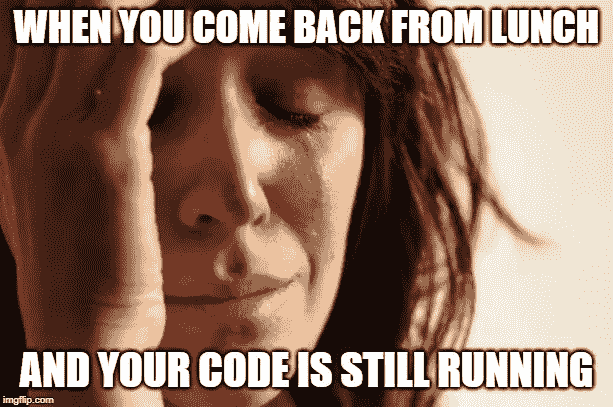 WHEN YOU COME BACK FROM LUNCH
AND YOUR CODE IS STILL RUNNING
imgflip.com